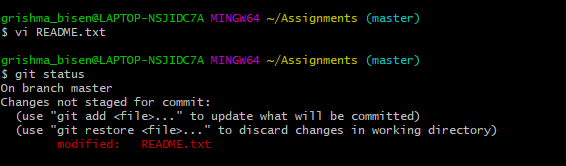 grishma_bisen@LAPTOP-NSJIDC7A MINGW64 ~/Assignments (master)
$ vi README.txt
grishma_bisen@LAPTOP-NSJIDC7A MINGW64 ~/Assignments (master)
$ git status
On branch master
Changes not staged for commit:
  (use "git add <file>..." to update what will be committed)
  (use "git restore <file>..." to discard changes in working directory)
        modified:   README.txt